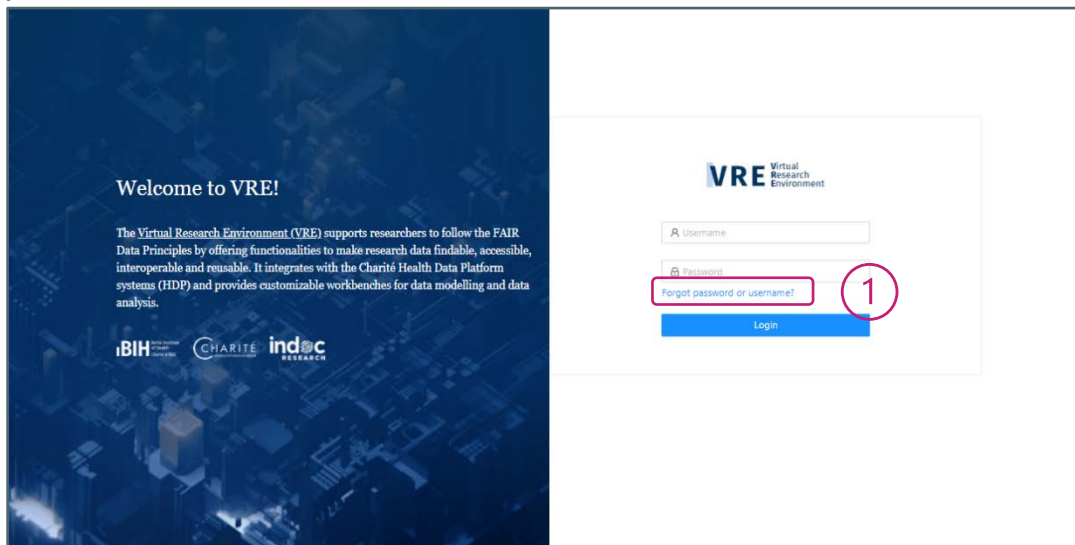 Welcome to VRE!
The Virtual Research Environment (VRE) supports researchers to follow the FAIR
Data Principles by offering functionalities to make research data findable, accessible,
interoperable and reusable. It integrates with the Charité Health Data Platform
systems (HDP) and provides customizable workbenches for data modelling and data
analysis.
BIH
CHARITÉ
indoc
RESEARCH
VRE
Virtual
Research
Environment
Username
Password
Forgot password or username?
1
Login